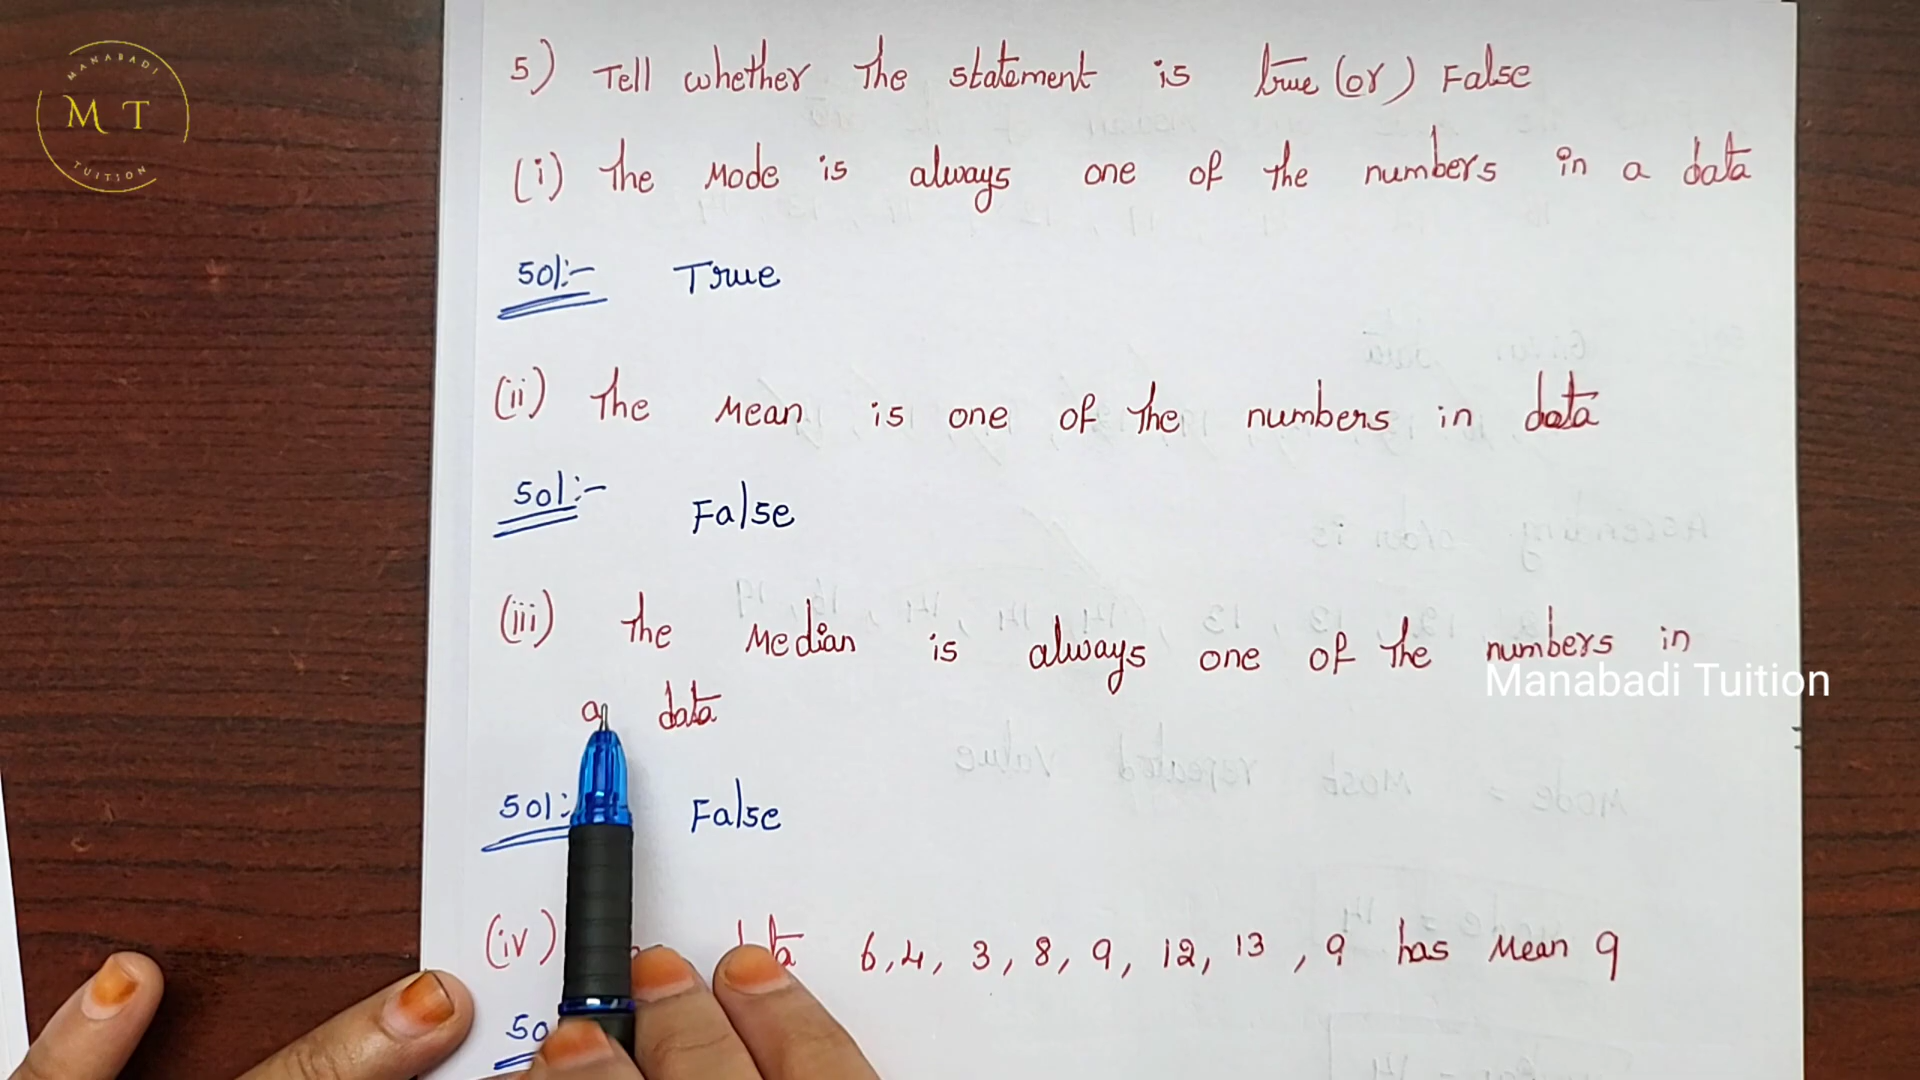 MANABADI
MT
TUITION
5) Tell whether The statement is true (or) False
(i) The Mode is always one of the numbers in a data
Sol:- True
(ii) The Mean is one of The numbers in data
Sol:- False
(iii) The Median is always one of The numbers in
Manabadi Tuition
a data
Sol: False
(iv) 6, 4, 3, 8, 9, 12, 13, 9 has Mean 9